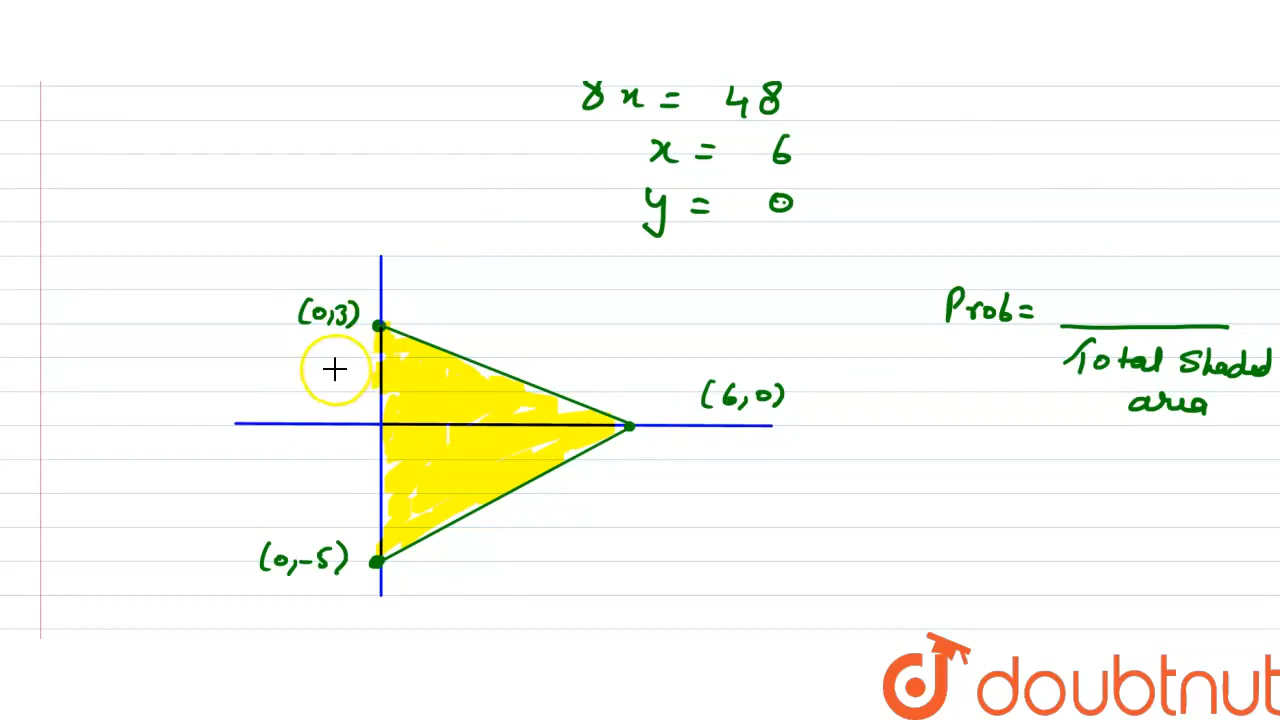 8x = 48
x = 6
y = 0
(0,3)
Prob =
Total Shaded
area
(6,0)
(0,-5)
doubtnut